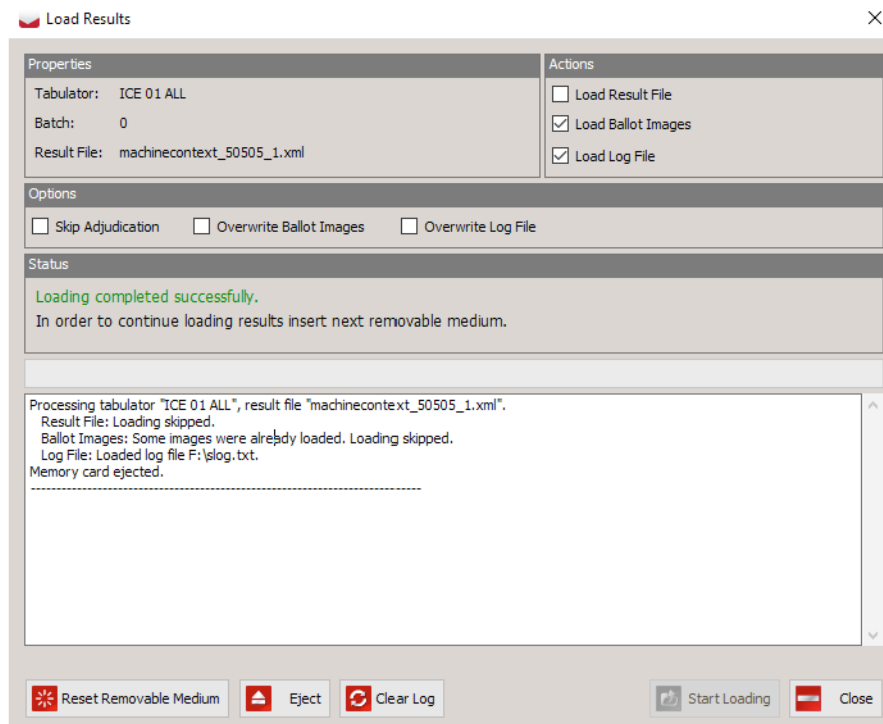 Load Results
Properties
Tabulator: ICE 01 ALL
Batch: 0
Result File: machinecontext_50505_1.xml
Actions
Load Result File
Load Ballot Images
Load Log File
Options
Skip Adjudication Overwrite Ballot Images Overwrite Log File
Status
Loading completed successfully.
In order to continue loading results insert next removable medium.
Processing tabulator "ICE 01 ALL", result file "machinecontext_50505_1.xml".
Result File: Loading skipped.
Ballot Images: Some images were already loaded. Loading skipped.
Log File: Loaded log file F:\slog.txt.
Memory card ejected.
--------------------------------------------------------------------------------
Reset Removable Medium Eject Clear Log Start Loading Close